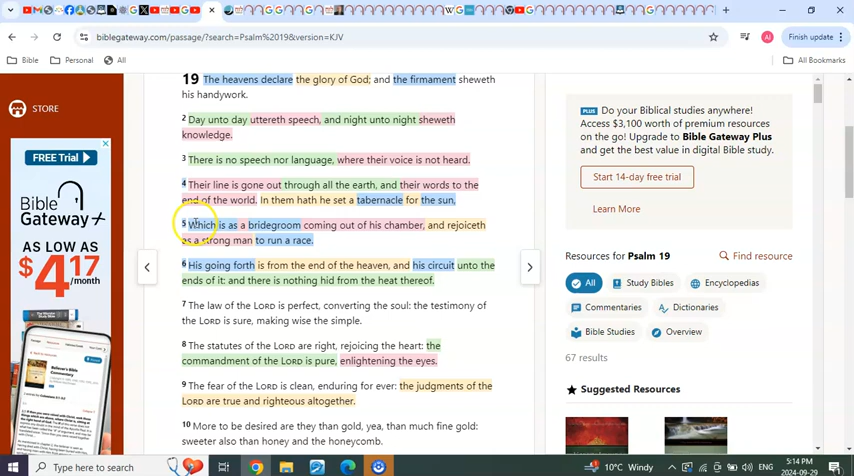 Finish update
biblegateway.com/passage/?search=Psalm%2019&version=KJV
AI
Bible
Personal
All
All Bookmarks
STORE
FREE Trial
Bible
Gateway+
AS LOW AS
$4.17
/month
19 The heavens declare the glory of God; and the firmament sheweth
his handywork.
2 Day unto day uttereth speech, and night unto night sheweth
knowledge.
3 There is no speech nor language, where their voice is not heard.
4 Their line is gone out through all the earth, and their words to the
end of the world. In them hath he set a tabernacle for the sun,
5 Which is as a bridegroom coming out of his chamber, and rejoiceth
as a strong man to run a race.
6 His going forth is from the end of the heaven, and his circuit unto the
ends of it: and there is nothing hid from the heat thereof.
7 The law of the LORD is perfect, converting the soul: the testimony of
the LORD is sure, making wise the simple.
8 The statutes of the LORD are right, rejoicing the heart: the
commandment of the LORD is pure, enlightening the eyes.
9 The fear of the LORD is clean, enduring for ever: the judgments of the
LORD are true and righteous altogether.
10 More to be desired are they than gold, yea, than much fine gold:
sweeter also than honey and the honeycomb.
PLUS Do your Biblical studies anywhere!
Access $3,100 worth of premium resources
on the go! Upgrade to Bible Gateway Plus
and get the best value in digital Bible study.
Start 14-day free trial
Learn More
Resources for Psalm 19
Find resource
All
Study Bibles
Encyclopedias
Commentaries
Dictionaries
Bible Studies
Overview
67 results
Suggested Resources
Type here to search
10°C Windy
ENG
5:14 PM
2024-09-29